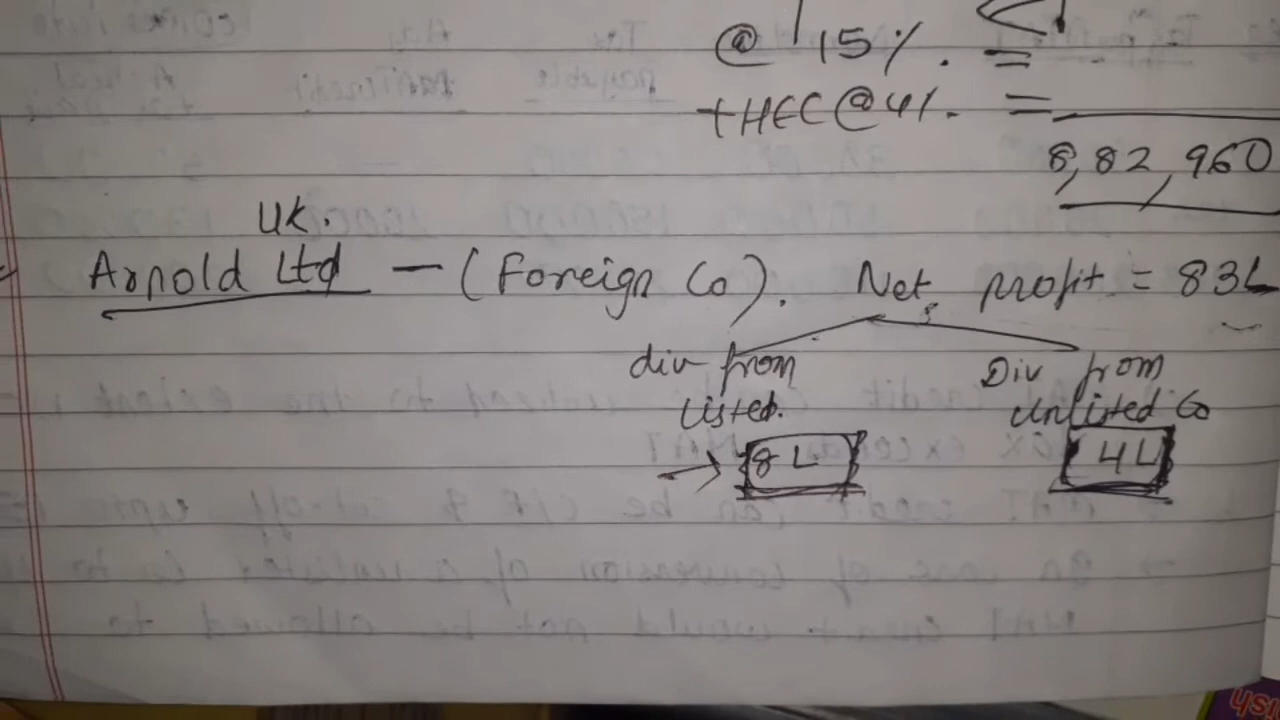 @ 15%. =
+HEC@4%. =
8,82,960
UK.
Arnold Ltd — (Foreign Co). Net profit = 83L
div from Div from
Listed. Unlisted Co
→ 8L 4L